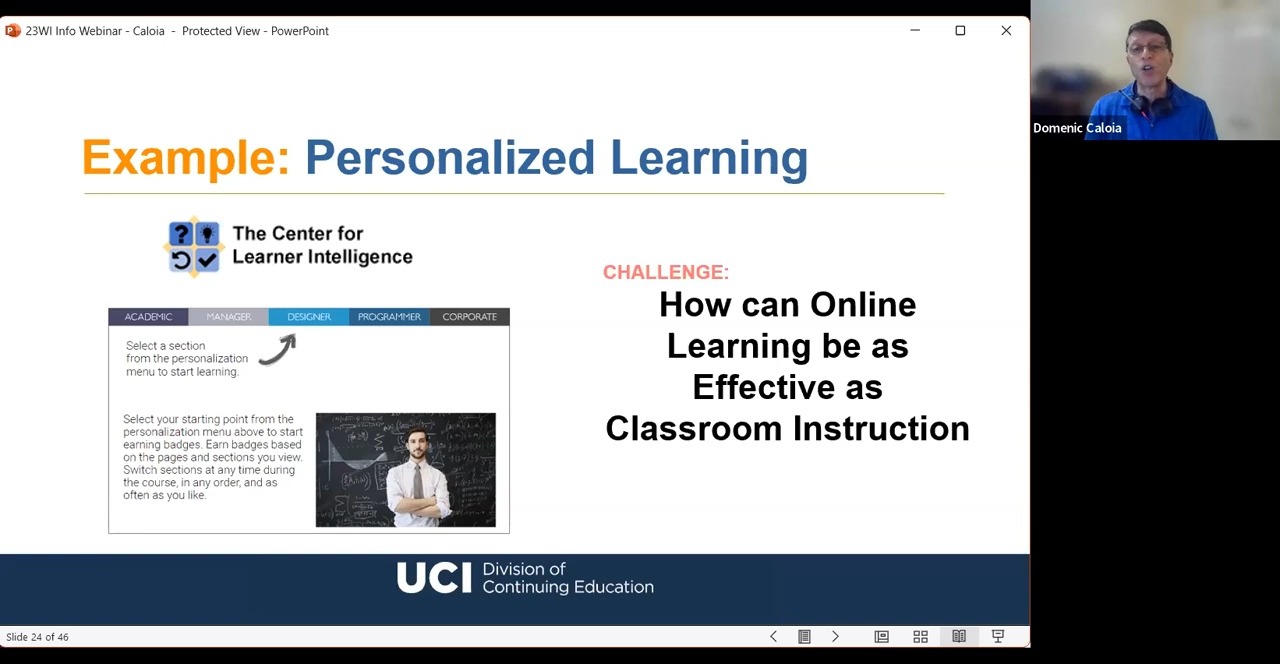 23WI Info Webinar - Caloia - Protected View - PowerPoint
Domenic Caloia
Example: Personalized Learning
The Center for
Learner Intelligence
ACADEMIC MANAGER DESIGNER PROGRAMMER CORPORATE
Select a section
from the personalization
menu to start learning.
Select your starting point from the
personalization menu above to start
earning badges. Earn badges based
on the pages and sections you view.
Switch sections at any time during
the course, in any order, and as
often as you like.
CHALLENGE:
How can Online
Learning be as
Effective as
Classroom Instruction
UCI Division of
Continuing Education
Slide 24 of 46